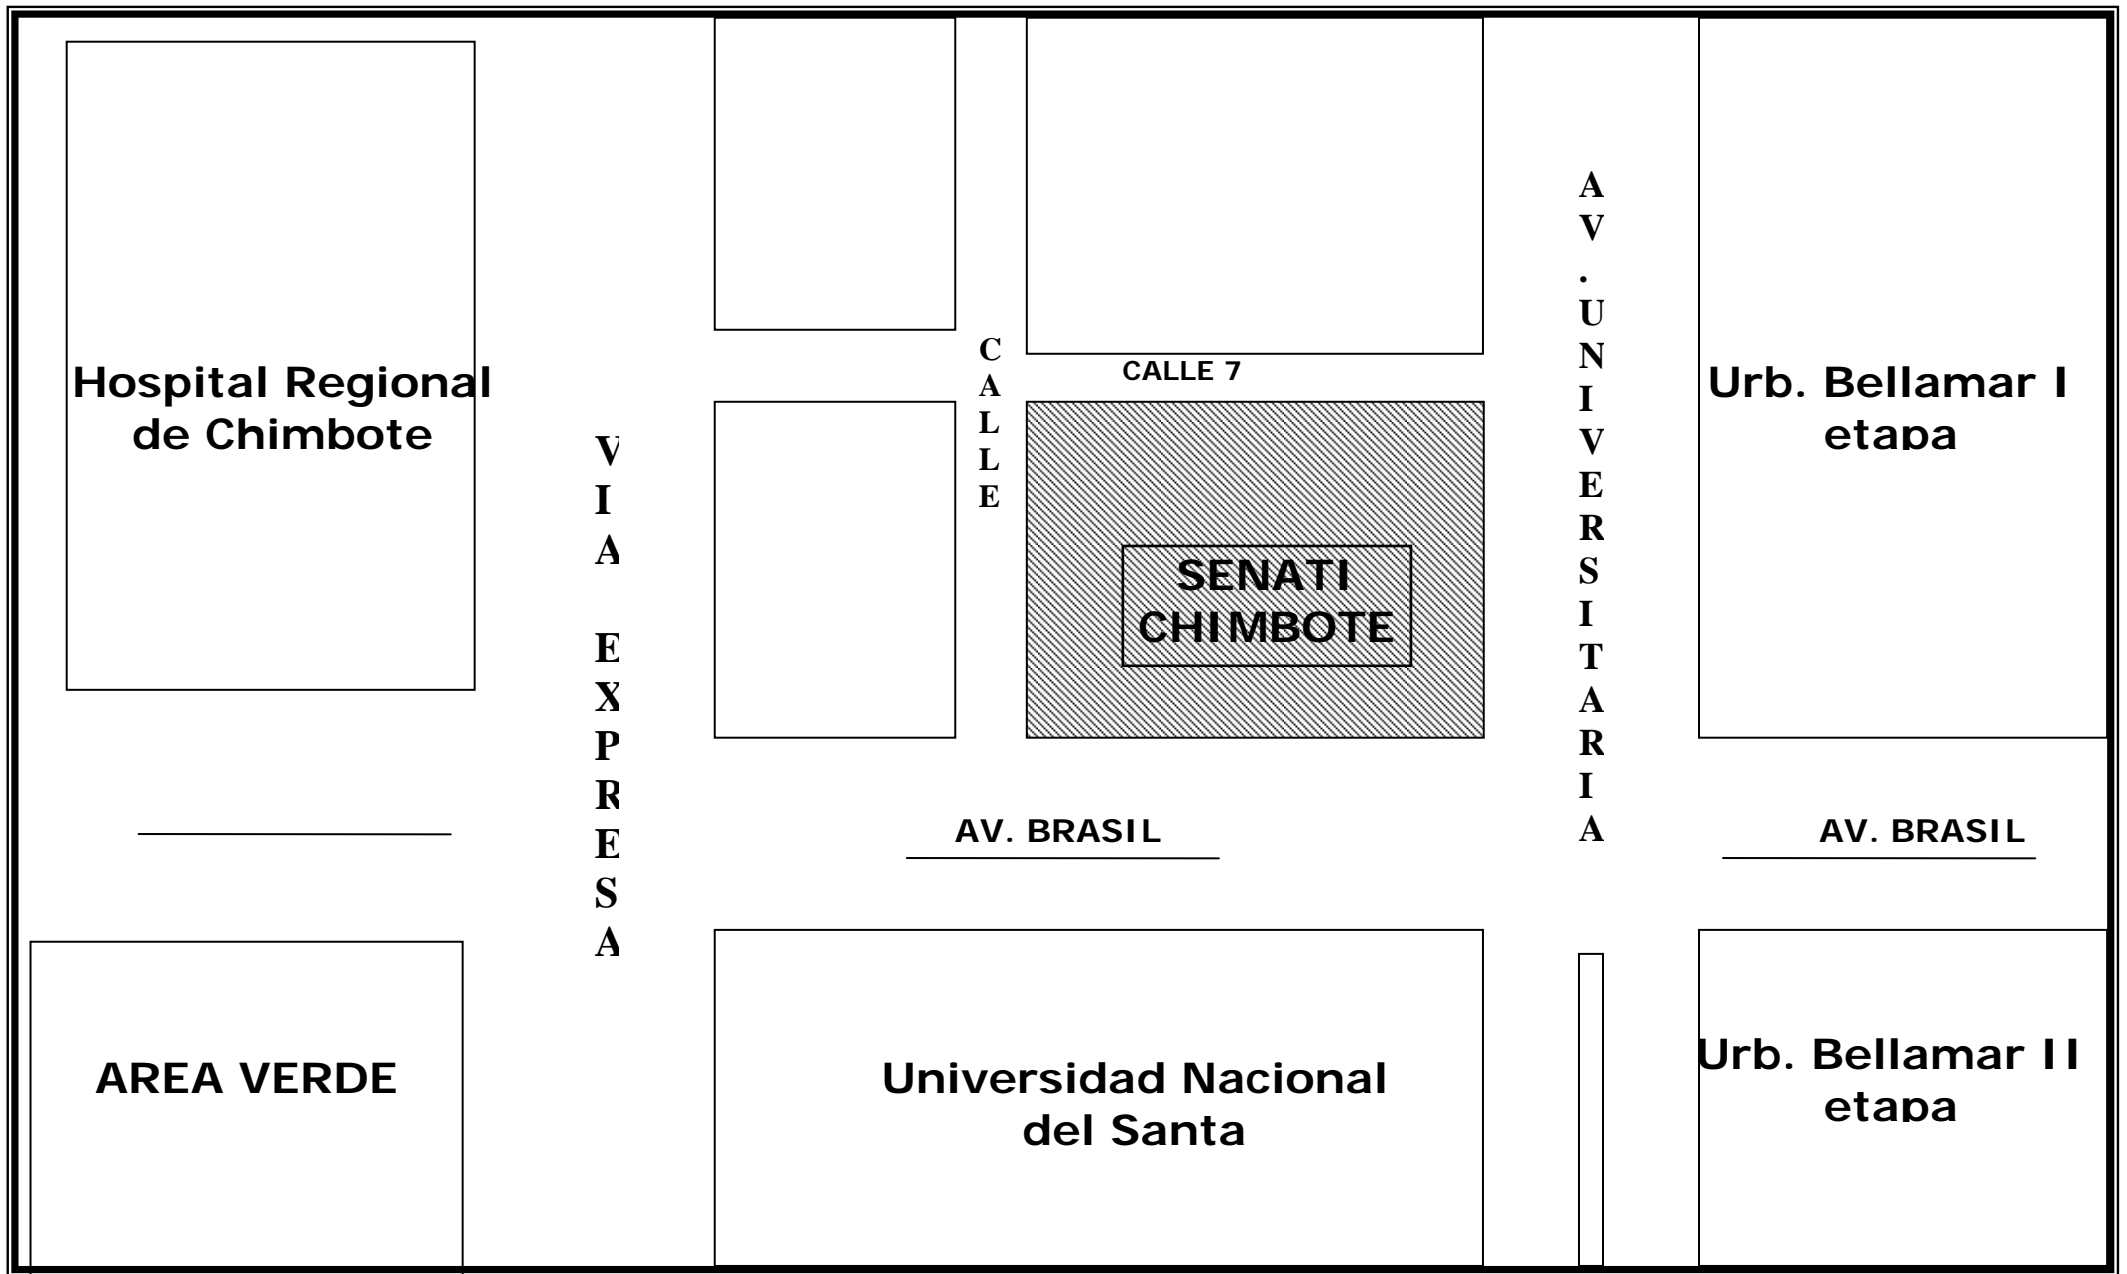 Hospital Regional
de Chimbote
VIA EXPRESA
CALLE
CALLE 7
SENATI
CHIMBOTE
AV. UNIVERSITARIA
Urb. Bellamar I
etapa
AV. BRASIL
AV. BRASIL
AREA VERDE
Universidad Nacional
del Santa
Urb. Bellamar II
etapa